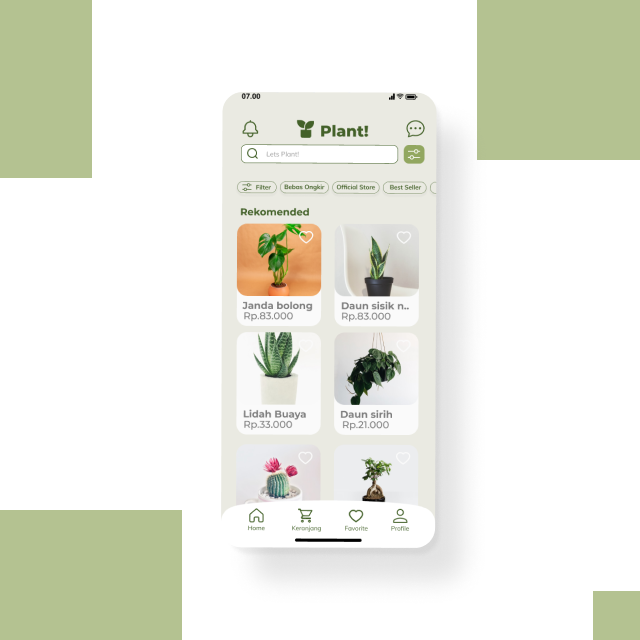 07.00
Plant!
Lets Plant!
Filter
Bebas Ongkir
Official Store
Best Seller
Rekomended
Janda bolong
Rp.83.000
Daun sisik n..
Rp.83.000
Lidah Buaya
Rp.33.000
Daun sirih
Rp.21.000
Home
Keranjang
Favorite
Profile